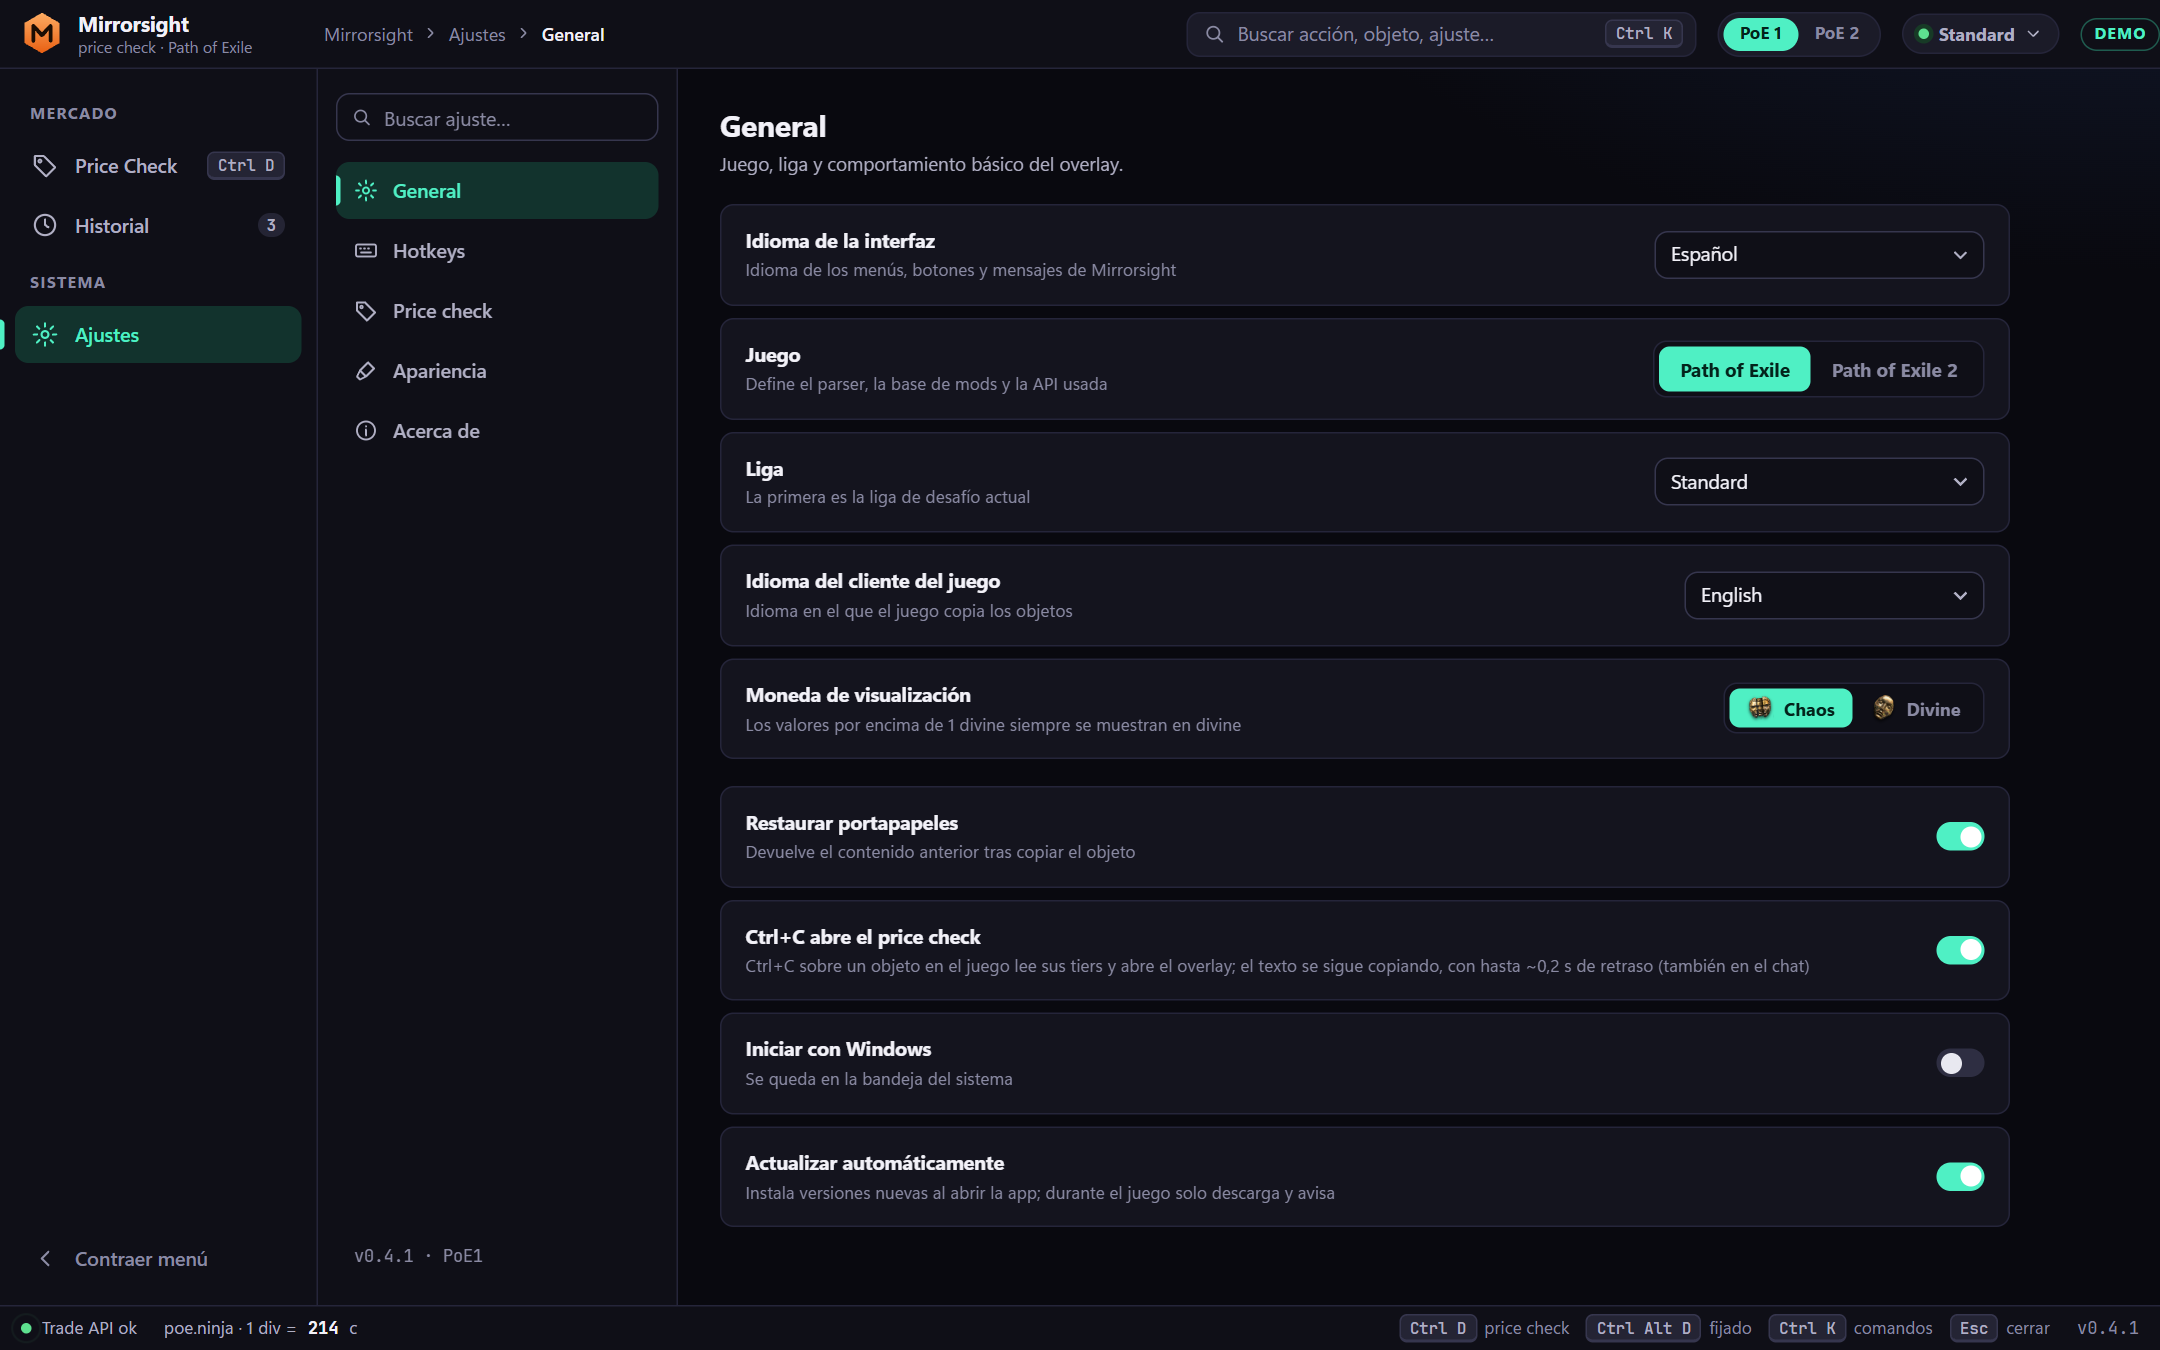 Mirrorsight
price check · Path of Exile
Mirrorsight > Ajustes > General
Buscar acción, objeto, ajuste... Ctrl K
PoE 1 PoE 2
Standard
DEMO
MERCADO
Price Check Ctrl D
Historial 3
SISTEMA
Ajustes
Contraer menú
Buscar ajuste...
General
Hotkeys
Price check
Apariencia
Acerca de
v0.4.1 · PoE1
General
Juego, liga y comportamiento básico del overlay.
Idioma de la interfaz
Idioma de los menús, botones y mensajes de Mirrorsight
Español
Juego
Define el parser, la base de mods y la API usada
Path of Exile Path of Exile 2
Liga
La primera es la liga de desafío actual
Standard
Idioma del cliente del juego
Idioma en el que el juego copia los objetos
English
Moneda de visualización
Los valores por encima de 1 divine siempre se muestran en divine
Chaos Divine
Restaurar portapapeles
Devuelve el contenido anterior tras copiar el objeto
Ctrl+C abre el price check
Ctrl+C sobre un objeto en el juego lee sus tiers y abre el overlay; el texto se sigue copiando, con hasta ~0,2 s de retraso (también en el chat)
Iniciar con Windows
Se queda en la bandeja del sistema
Actualizar automáticamente
Instala versiones nuevas al abrir la app; durante el juego solo descarga y avisa
Trade API ok poe.ninja · 1 div = 214 c
Ctrl D price check Ctrl Alt D fijado Ctrl K comandos Esc cerrar v0.4.1